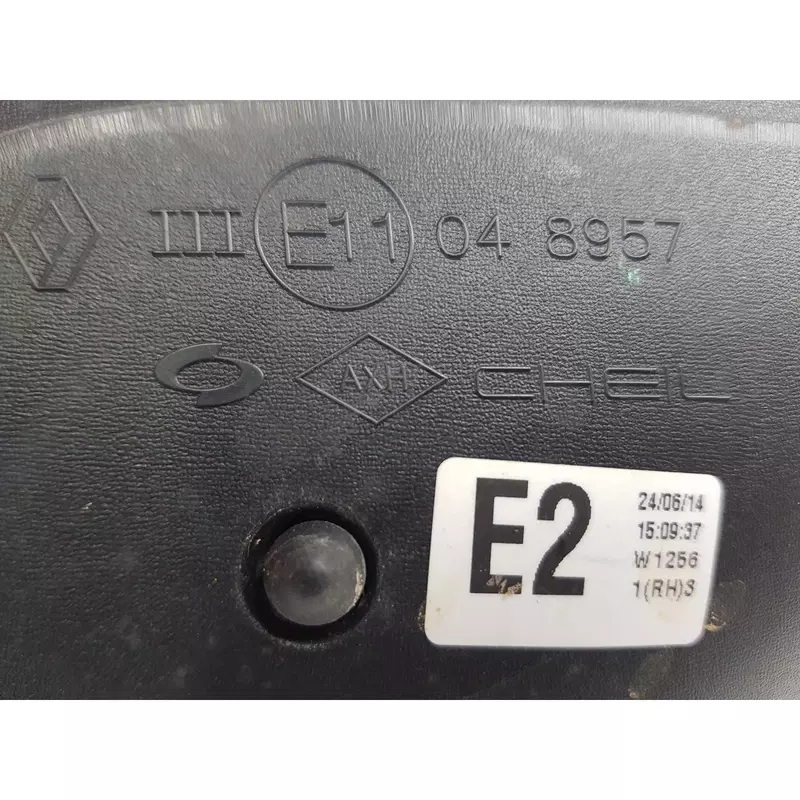 III E11 04 8957
AXH CHEIL
E2
24/06/14
15:09:37
W1256
1(RH)3